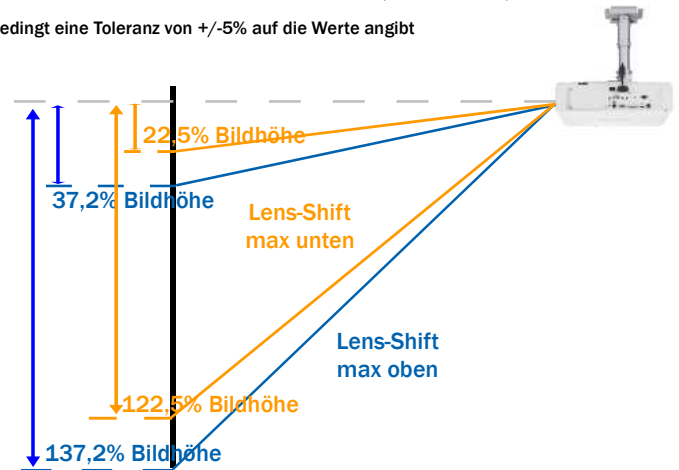 edingt eine Toleranz von +/-5% auf die Werte angibt
22,5% Bildhöhe
37,2% Bildhöhe
Lens-Shift
max unten
Lens-Shift
max oben
122,5% Bildhöhe
137,2% Bildhöhe